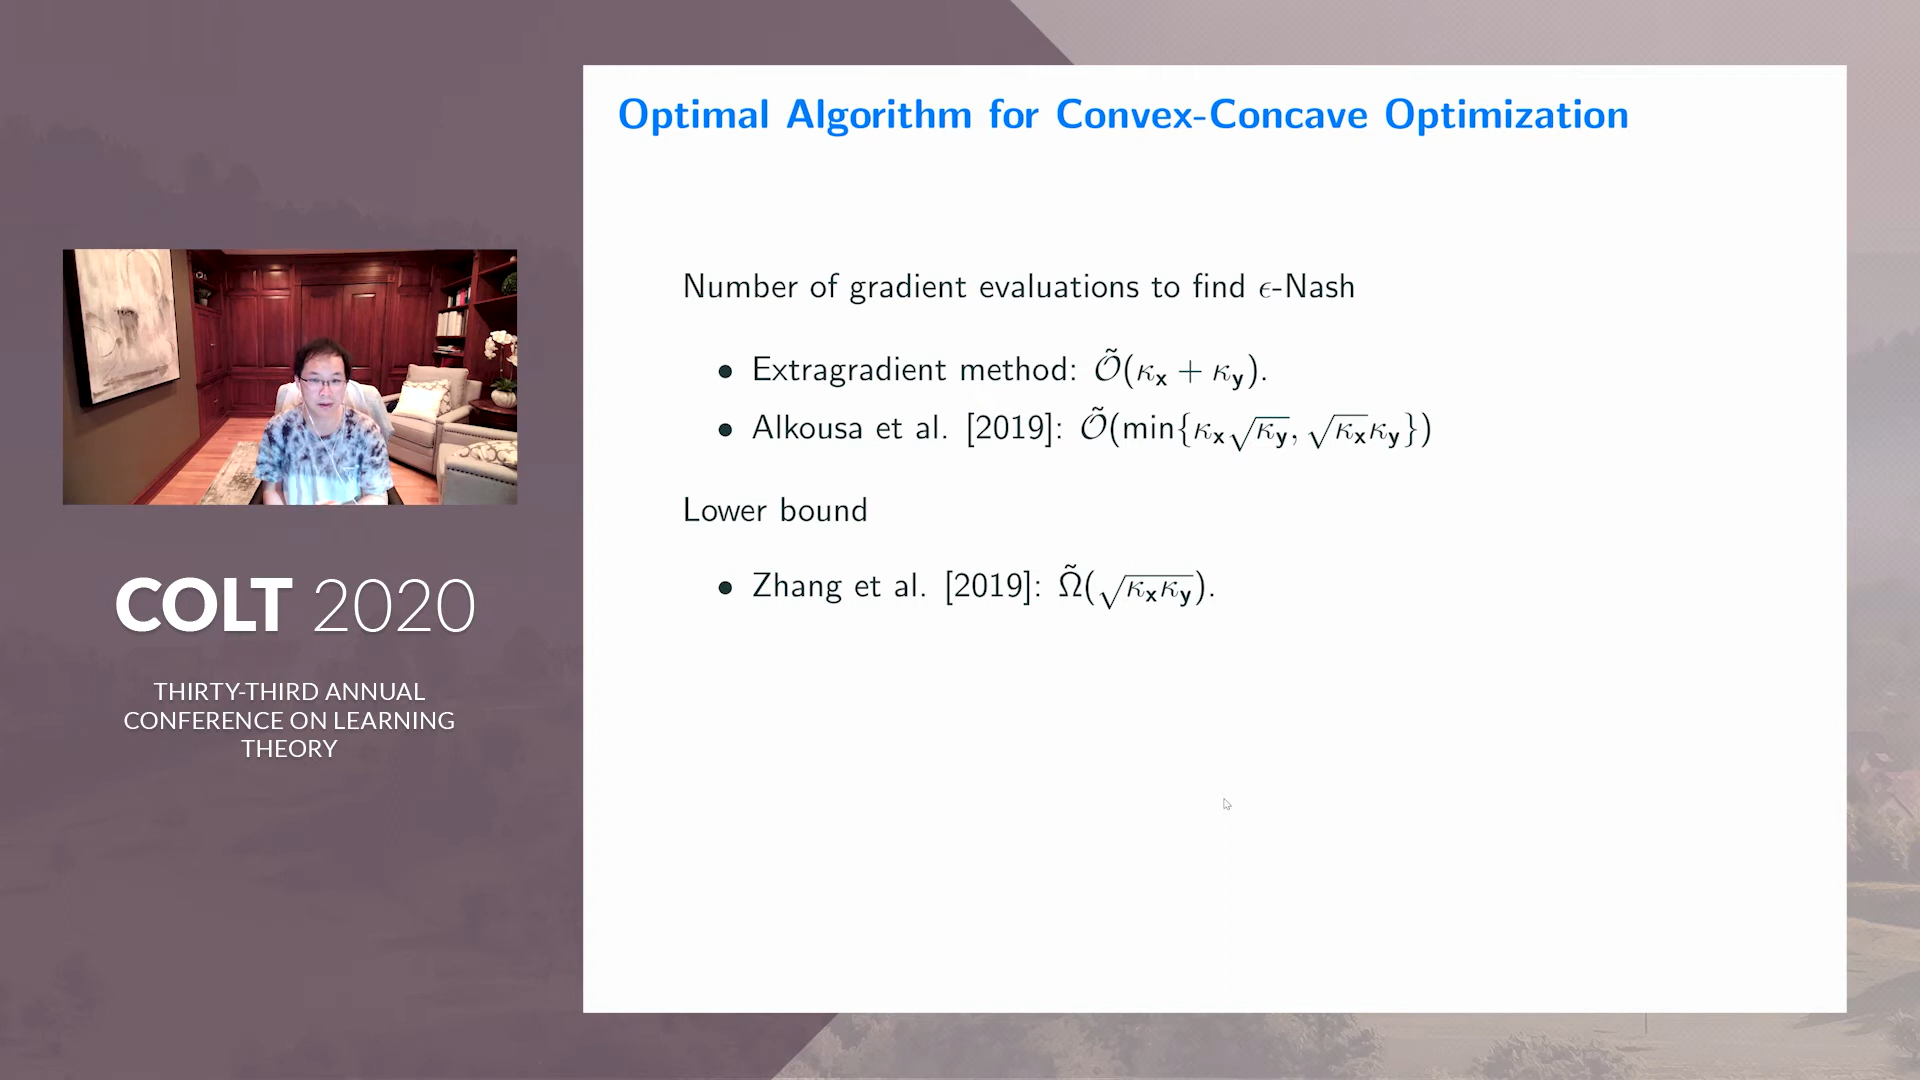 Optimal Algorithm for Convex-Concave Optimization
Number of gradient evaluations to find ϵ-Nash
• Extragradient method: Õ(κ𝐱 + κ𝐲).
• Alkousa et al. [2019]: Õ(min{κ𝐱√κ𝐲, √κ𝐱κ𝐲})
Lower bound
• Zhang et al. [2019]: Ω̃(√κ𝐱κ𝐲).
COLT 2020
THIRTY-THIRD ANNUAL
CONFERENCE ON LEARNING
THEORY